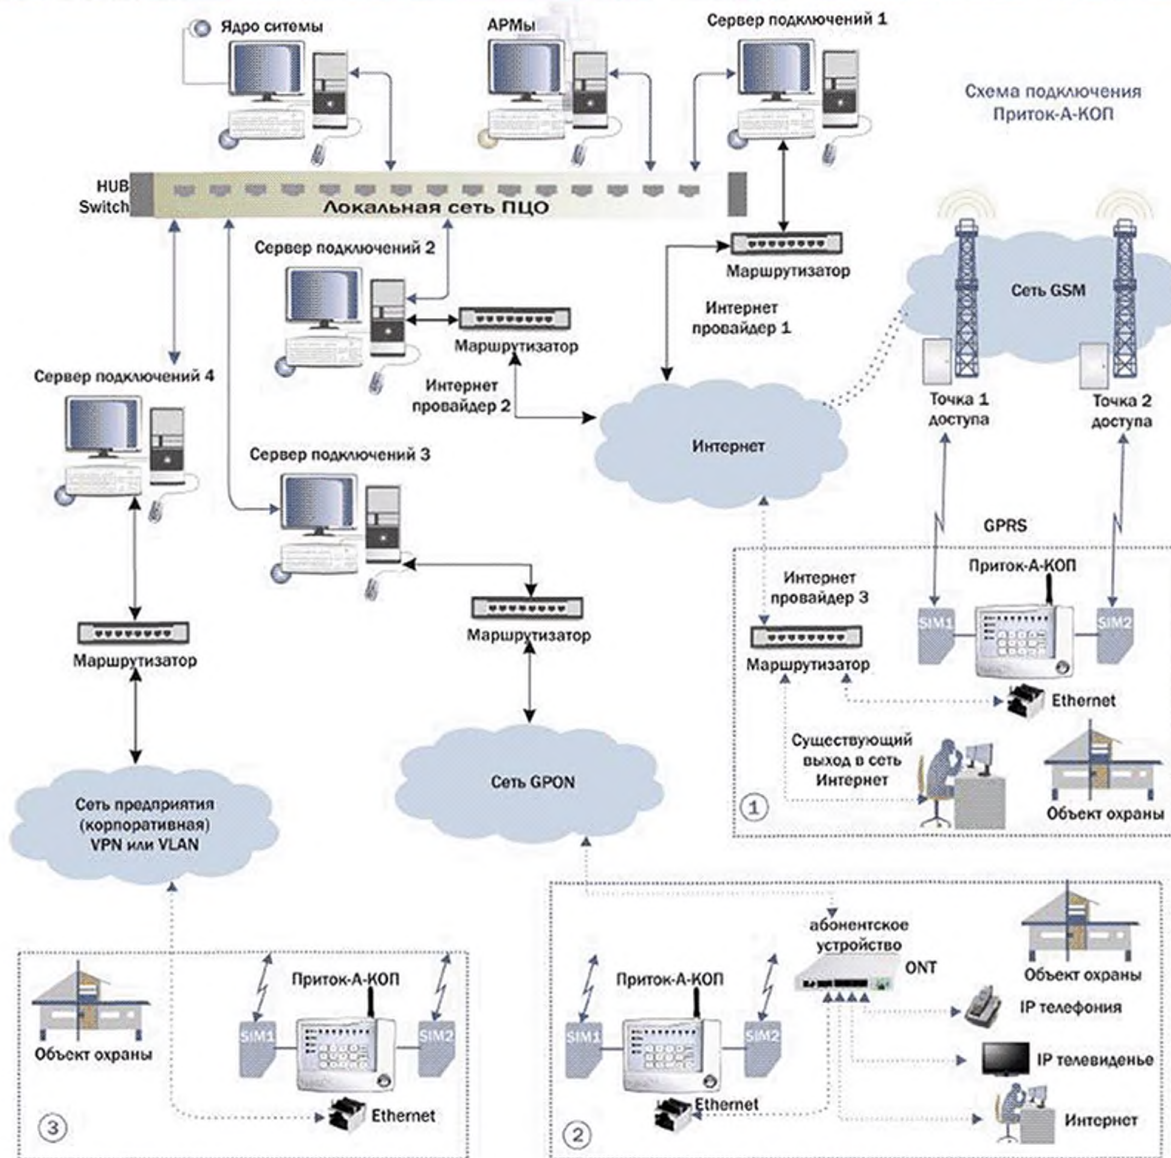 Ядро ситемы
АРМы
Сервер подключений 1
Схема подключения
Приток-А-КОП
HUB
Switch
Локальная сеть ПЦО
Сервер подключений 2
Маршрутизатор
Интернет
провайдер 1
Сеть GSM
Маршрутизатор
Интернет
провайдер 2
Сервер подключений 4
Точка 1
доступа
Точка 2
доступа
Интернет
Сервер подключений 3
GPRS
Приток-А-КОП
Интернет
провайдер 3
SIM1
SIM2
Маршрутизатор
Маршрутизатор
Маршрутизатор
Ethernet
Существующий
выход в сеть
Интернет
Объект охраны
1
Сеть GPON
Сеть предприятия
(корпоративная)
VPN или VLAN
абонентское
устройство
ONT
Объект охраны
IP телефония
IP телевиденье
Интернет
Приток-А-КОП
SIM1
SIM2
Ethernet
2
Объект охраны
Приток-А-КОП
SIM1
SIM2
Ethernet
3